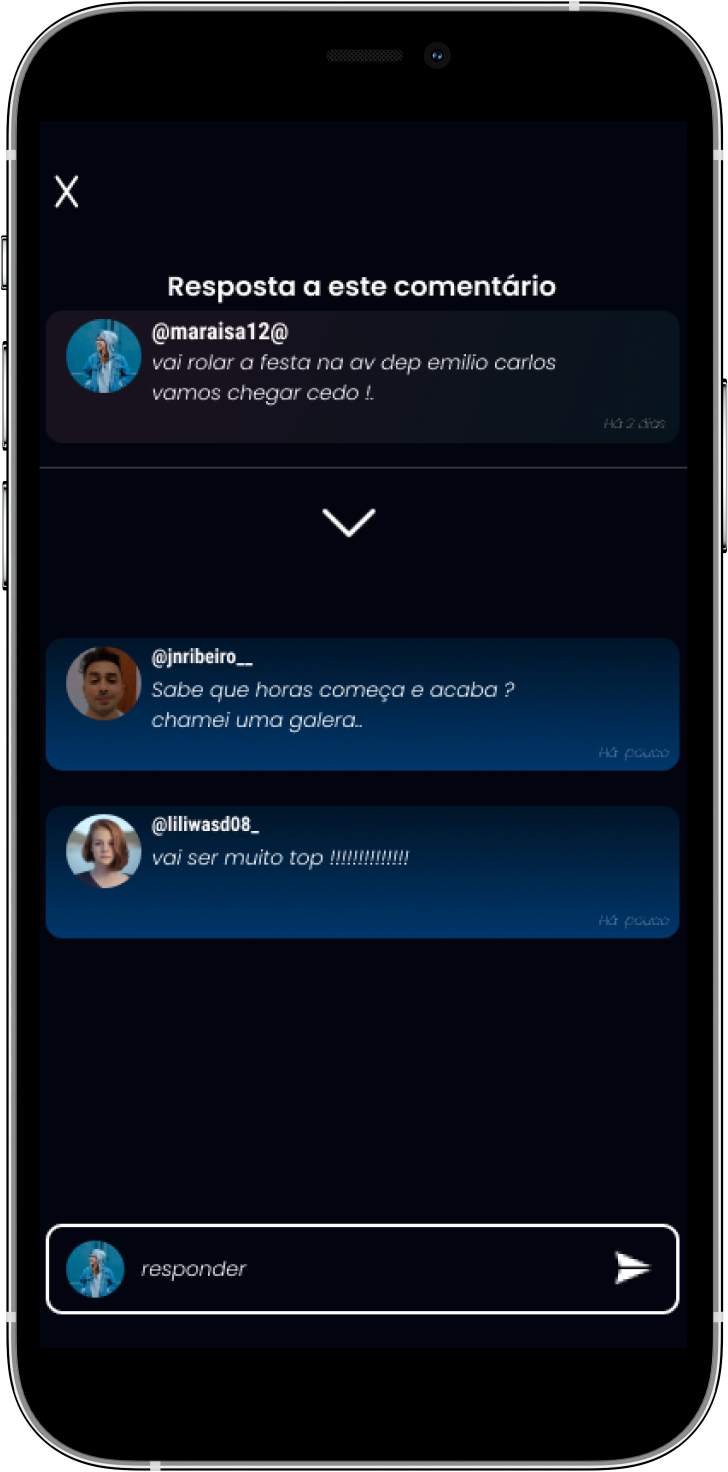 X
Resposta a este comentário
@maraisa12@
vai rolar a festa na av dep emilio carlos
vamos chegar cedo !.
Há 2 dias
@jnribeiro__
Sabe que horas começa e acaba ?
chamei uma galera..
Há pouco
@liliwasd08_
vai ser muito top !!!!!!!!!!!!!!
Há pouco
responder